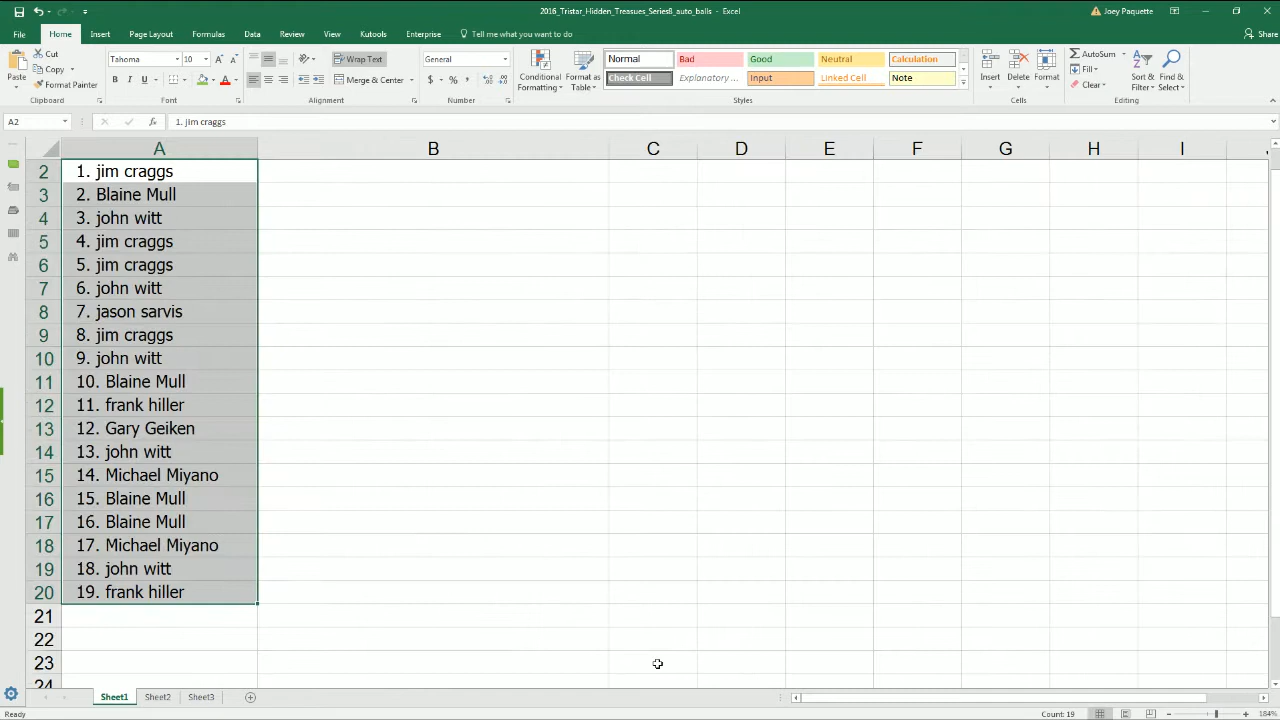 2016_Tristar_Hidden_Treasues_Series8_auto_balls - Excel
Joey Paquette
File Home Insert Page Layout Formulas Data Review View Kutools Enterprise Tell me what you want to do
Share
Paste
Cut
Copy
Format Painter
Clipboard
Tahoma 10
B I U
Font
Wrap Text
Merge & Center
Alignment
General
$ % ,
Number
Conditional Formatting
Format as Table
Normal Bad Good Neutral Calculation
Check Cell Explanatory ... Input Linked Cell Note
Styles
Insert Delete Format
Cells
AutoSum
Fill
Clear
Sort & Filter
Find & Select
Editing
A2 fx 1. jim craggs
A B C D E F G H I
2 1. jim craggs
3 2. Blaine Mull
4 3. john witt
5 4. jim craggs
6 5. jim craggs
7 6. john witt
8 7. jason sarvis
9 8. jim craggs
10 9. john witt
11 10. Blaine Mull
12 11. frank hiller
13 12. Gary Geiken
14 13. john witt
15 14. Michael Miyano
16 15. Blaine Mull
17 16. Blaine Mull
18 17. Michael Miyano
19 18. john witt
20 19. frank hiller
21
22
23
24
Sheet1 Sheet2 Sheet3
Ready
Count: 19
184%